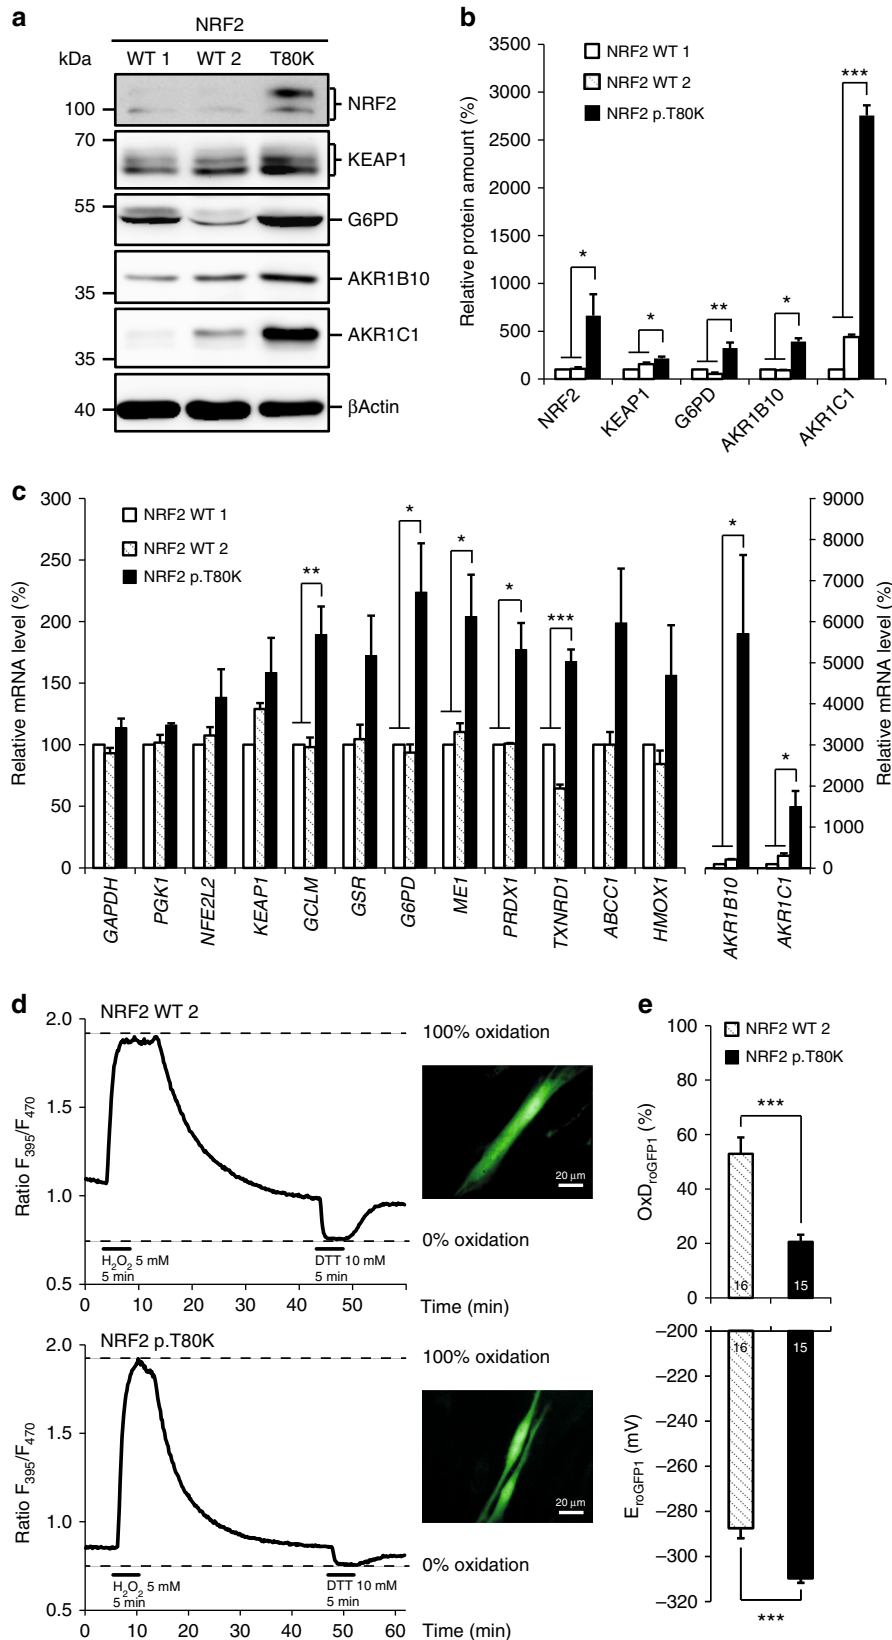 a
NRF2
kDa WT 1 WT 2 T80K
100 NRF2
70
KEAP1
55
G6PD
AKR1B10
35
AKR1C1
35
40 βActin
b
Relative protein amount (%)
3500
3000
2500
2000
1500
1000
500
0
NRF2 WT 1
NRF2 WT 2
NRF2 p.T80K
* * ** * ***
NRF2 KEAP1 G6PD AKR1B10 AKR1C1
c
Relative mRNA level (%)
300
250
200
150
100
50
0
NRF2 WT 1
NRF2 WT 2
NRF2 p.T80K
** * * * ***
GAPDH PGK1 NFE2L2 KEAP1 GCLM GSR G6PD ME1 PRDX1 TXNRD1 ABCC1 HMOX1
* *
AKR1B10 AKR1C1
9000
8000
7000
6000
5000
4000
3000
2000
1000
0
Relative mRNA level (%)
d
NRF2 WT 2
Ratio F395/F470
2.0
1.5
1.0
0.5
100% oxidation
20 μm
0% oxidation
H2O2 5 mM
5 min
DTT 10 mM
5 min
0 10 20 30 40 50 Time (min)
NRF2 p.T80K
Ratio F395/F470
2.0
1.5
1.0
0.5
100% oxidation
20 μm
0% oxidation
H2O2 5 mM
5 min
DTT 10 mM
5 min
0 10 20 30 40 50 60 Time (min)
e
NRF2 WT 2
NRF2 p.T80K
OxDroGFP1 (%)
100
80
60
40
20
0
***
16 15
EroGFP1 (mV)
–200
–220
–240
–260
–280
–300
–320
16 15
***